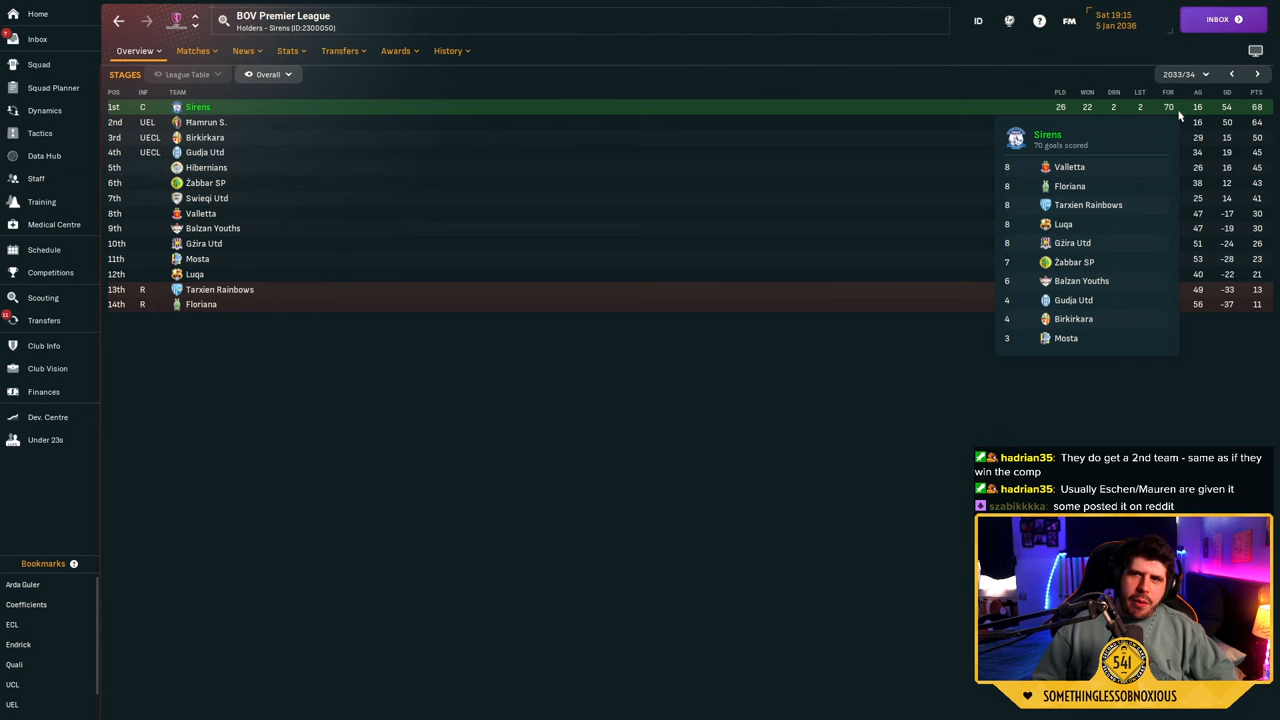 Home
BOV Premier League
Holders - Sirens (ID:2300050)
ID
?
FM
Sat 19:15
5 Jan 2036
INBOX
7
Inbox
Overview
Matches
News
Stats
Transfers
Awards
History
Squad
STAGES
League Table
Overall
2033/34
Squad Planner
POS INF TEAM PLD WON DRN LST FOR AG GD PTS
1st C Sirens 26 22 2 2 70 16 54 68
2nd UEL Ħamrun S. 16 50 64
3rd UECL Birkirkara 29 15 50
4th UECL Gudja Utd 34 19 45
5th Hibernians 26 16 45
6th Żabbar SP 38 12 43
7th Swieqi Utd 25 14 41
8th Valletta 47 -17 30
9th Balzan Youths 47 -19 30
10th Gżira Utd 51 -24 26
11th Mosta 53 -28 23
12th Luqa 40 -22 21
13th R Tarxien Rainbows 49 -33 13
14th R Floriana 56 -37 11
Sirens
70 goals scored
8 Valletta
8 Floriana
8 Tarxien Rainbows
8 Luqa
8 Gżira Utd
7 Żabbar SP
6 Balzan Youths
4 Gudja Utd
4 Birkirkara
3 Mosta
Dynamics
Tactics
Data Hub
Staff
Training
Medical Centre
Schedule
Competitions
Scouting
11
Transfers
Club Info
Club Vision
Finances
Dev. Centre
Under 23s
Bookmarks ?
Arda Guler
Coefficients
ECL
Endrick
Quali
UCL
UEL
hadrian35: They do get a 2nd team - same as if they
win the comp
hadrian35: Usually Eschen/Mauren are given it
szabikkkka: some posted it on reddit
541
SOMETHINGLESSOBNOXIOUS